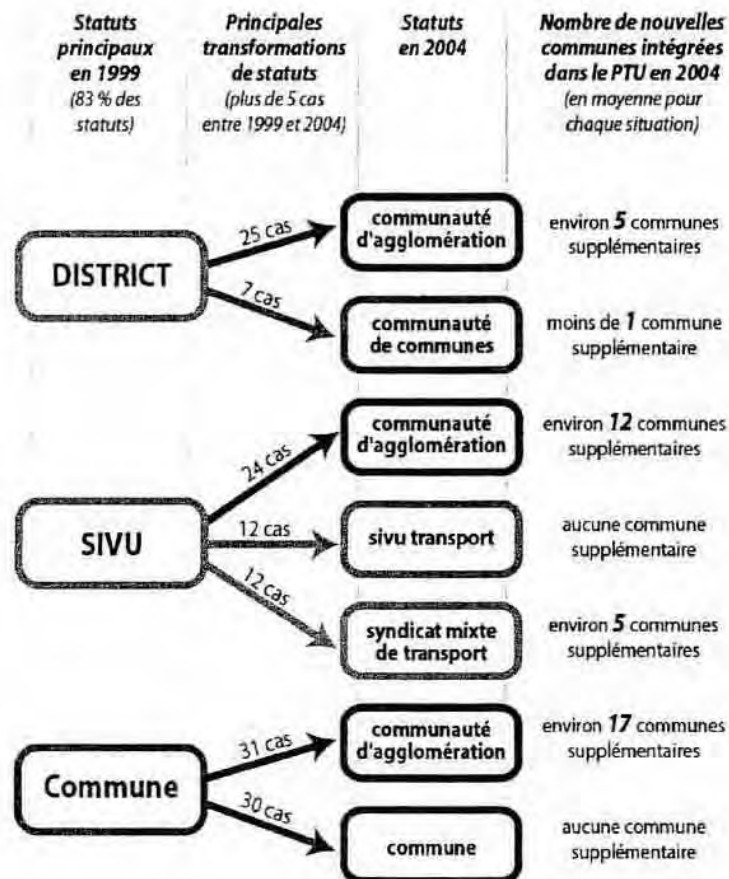 Statuts
principaux
en 1999
(83 % des
statuts)
Principales
transformations
de statuts
(plus de 5 cas
entre 1999 et 2004)
Statuts
en 2004
Nombre de nouvelles
communes intégrées
dans le PTU en 2004
(en moyenne pour
chaque situation)
DISTRICT
25 cas
communauté
d'agglomération
environ 5 communes
supplémentaires
7 cas
communauté
de communes
moins de 1 commune
supplémentaire
SIVU
24 cas
communauté
d'agglomération
environ 12 communes
supplémentaires
12 cas
sivu transport
aucune commune
supplémentaire
12 cas
syndicat mixte
de transport
environ 5 communes
supplémentaires
Commune
31 cas
communauté
d'agglomération
environ 17 communes
supplémentaires
30 cas
commune
aucune commune
supplémentaire